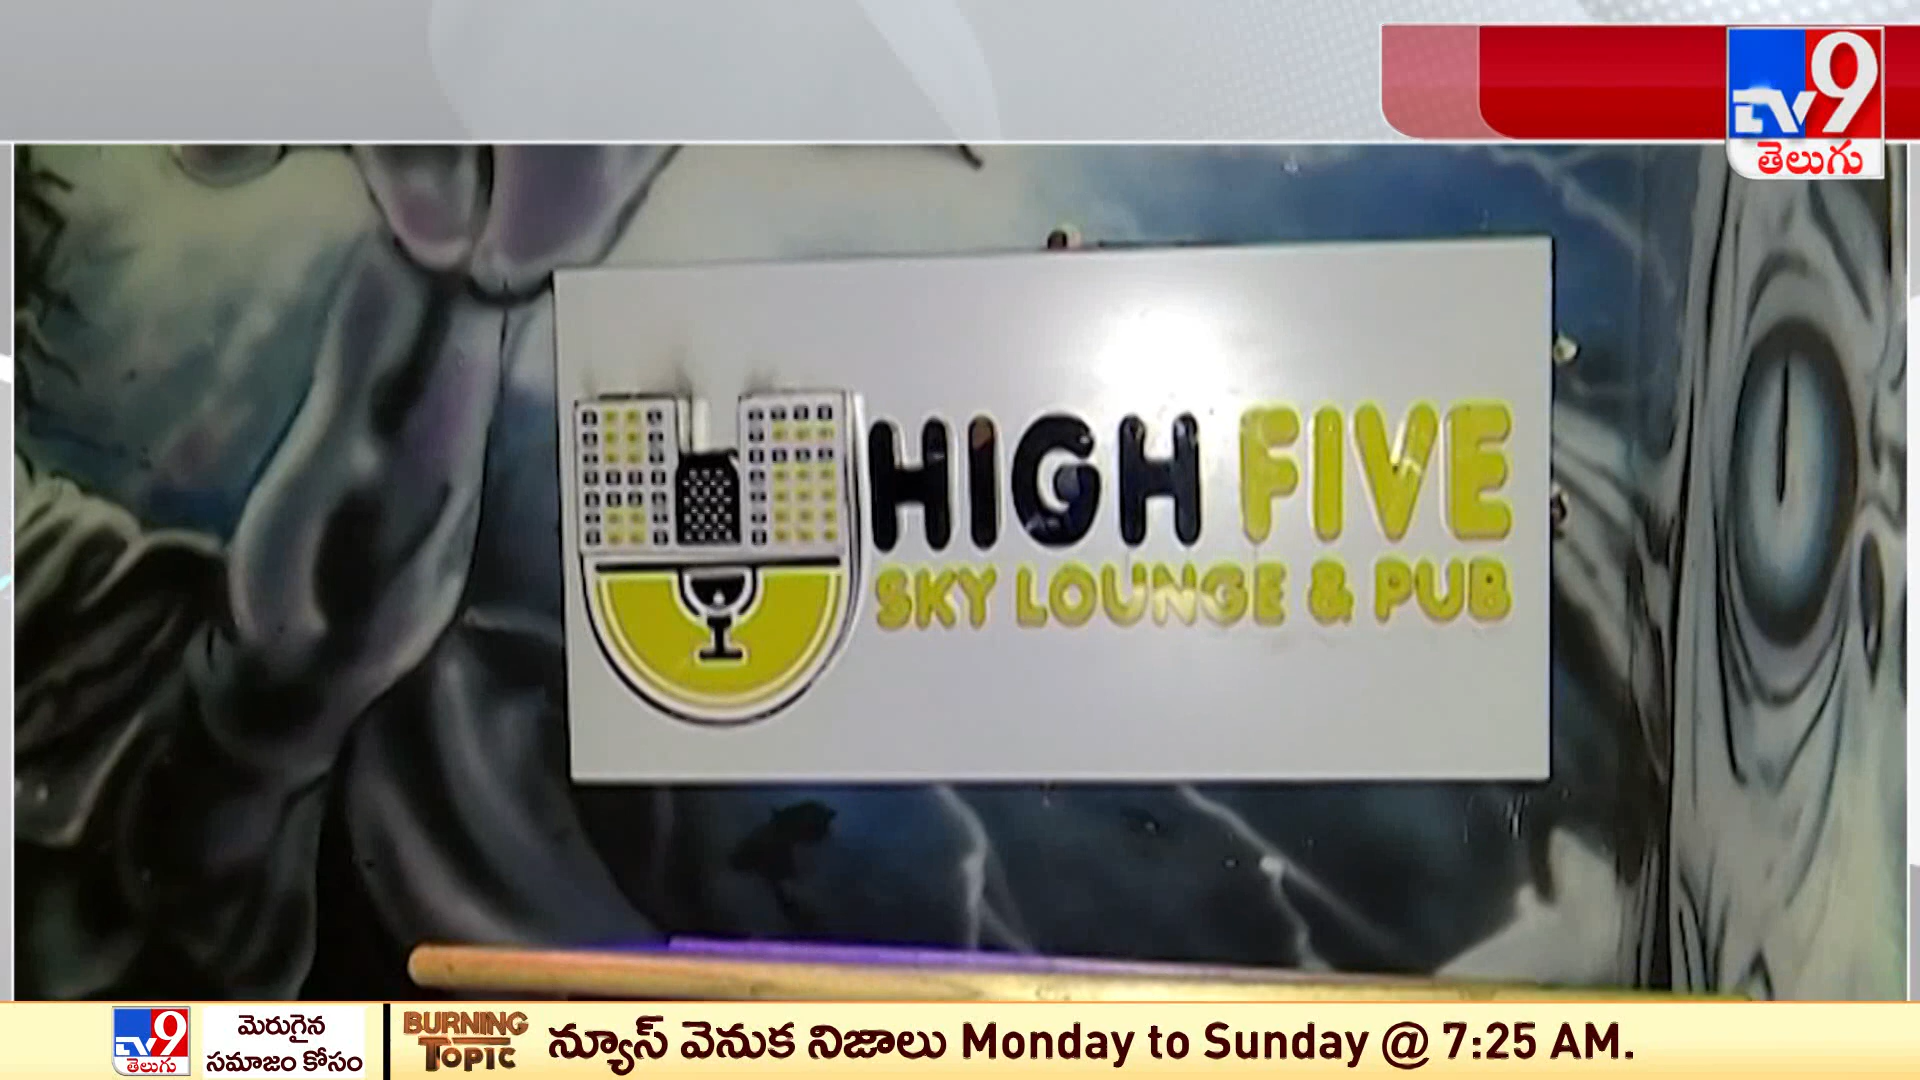 TV9
తెలుగు
HIGH FIVE
SKY LOUNGE & PUB
TV9
తెలుగు
మెరుగైన
సమాజం కోసం
BURNING
TOPIC
న్యూస్ వెనుక నిజాలు Monday to Sunday @ 7:25 AM.